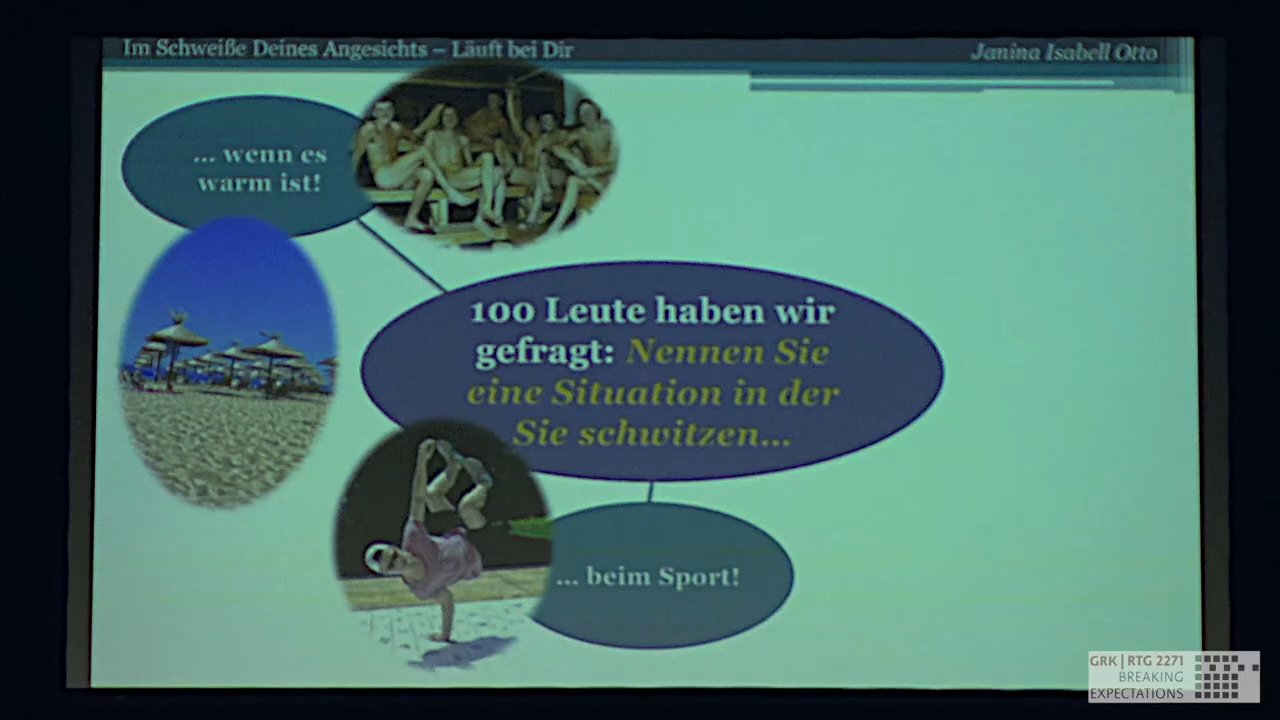 Im Schweiße Deines Angesichts – Läuft bei Dir
Janina Isabell Otto
... wenn es
warm ist!
100 Leute haben wir
gefragt: Nennen Sie
eine Situation in der
Sie schwitzen...
... beim Sport!
GRK | RTG 2271
BREAKING
EXPECTATIONS